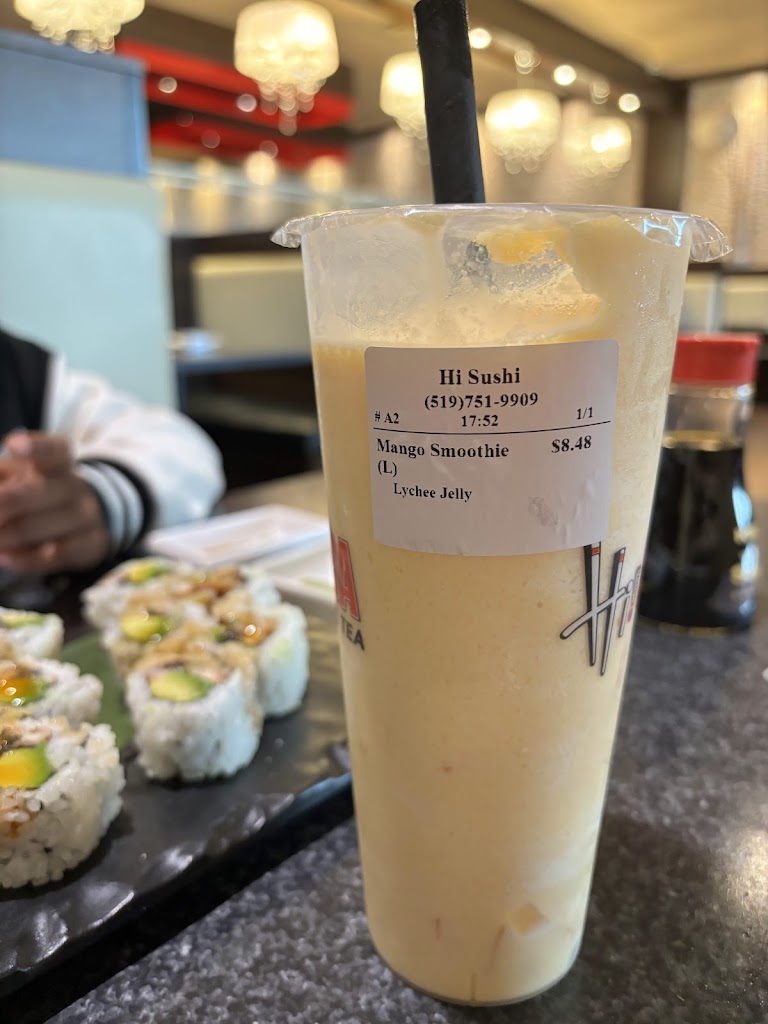 Hi Sushi
(519)751-9909
# A2 17:52 1/1
Mango Smoothie $8.48
(L)
Lychee Jelly
TEA